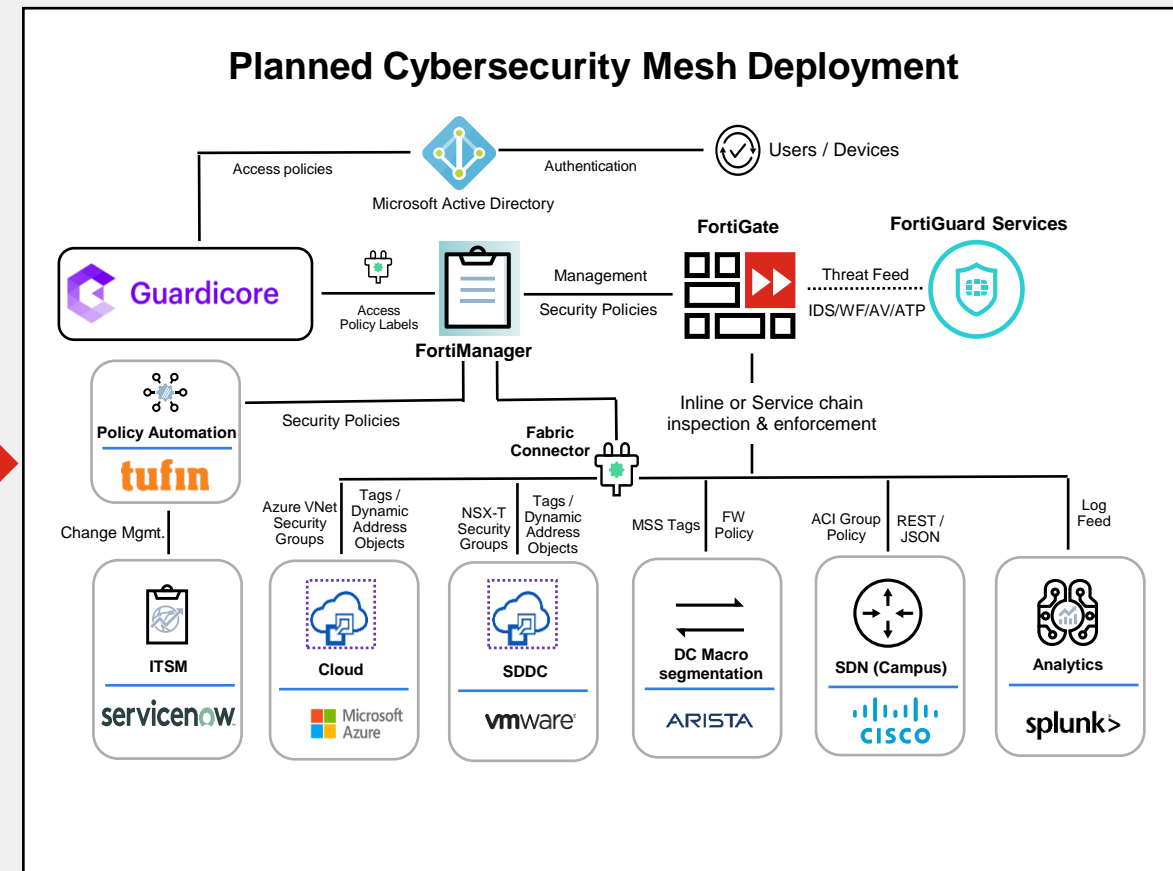 Planned Cybersecurity Mesh Deployment
Access policies
Authentication
Users / Devices
Microsoft Active Directory
Guardicore
Access
Policy Labels
FortiManager
Management
Security Policies
FortiGate
Threat Feed
IDS/WF/AV/ATP
FortiGuard Services
Policy Automation
tufin
Security Policies
Fabric
Connector
Inline or Service chain
inspection & enforcement
Change Mgmt.
Azure VNet
Security
Groups
Tags /
Dynamic
Address
Objects
NSX-T
Security
Groups
Tags /
Dynamic
Address
Objects
MSS Tags
FW
Policy
ACI Group
Policy
REST /
JSON
Log
Feed
ITSM
servicenow
Cloud
Microsoft
Azure
SDDC
vmware
DC Macro
segmentation
ARISTA
SDN (Campus)
CISCO
Analytics
splunk>